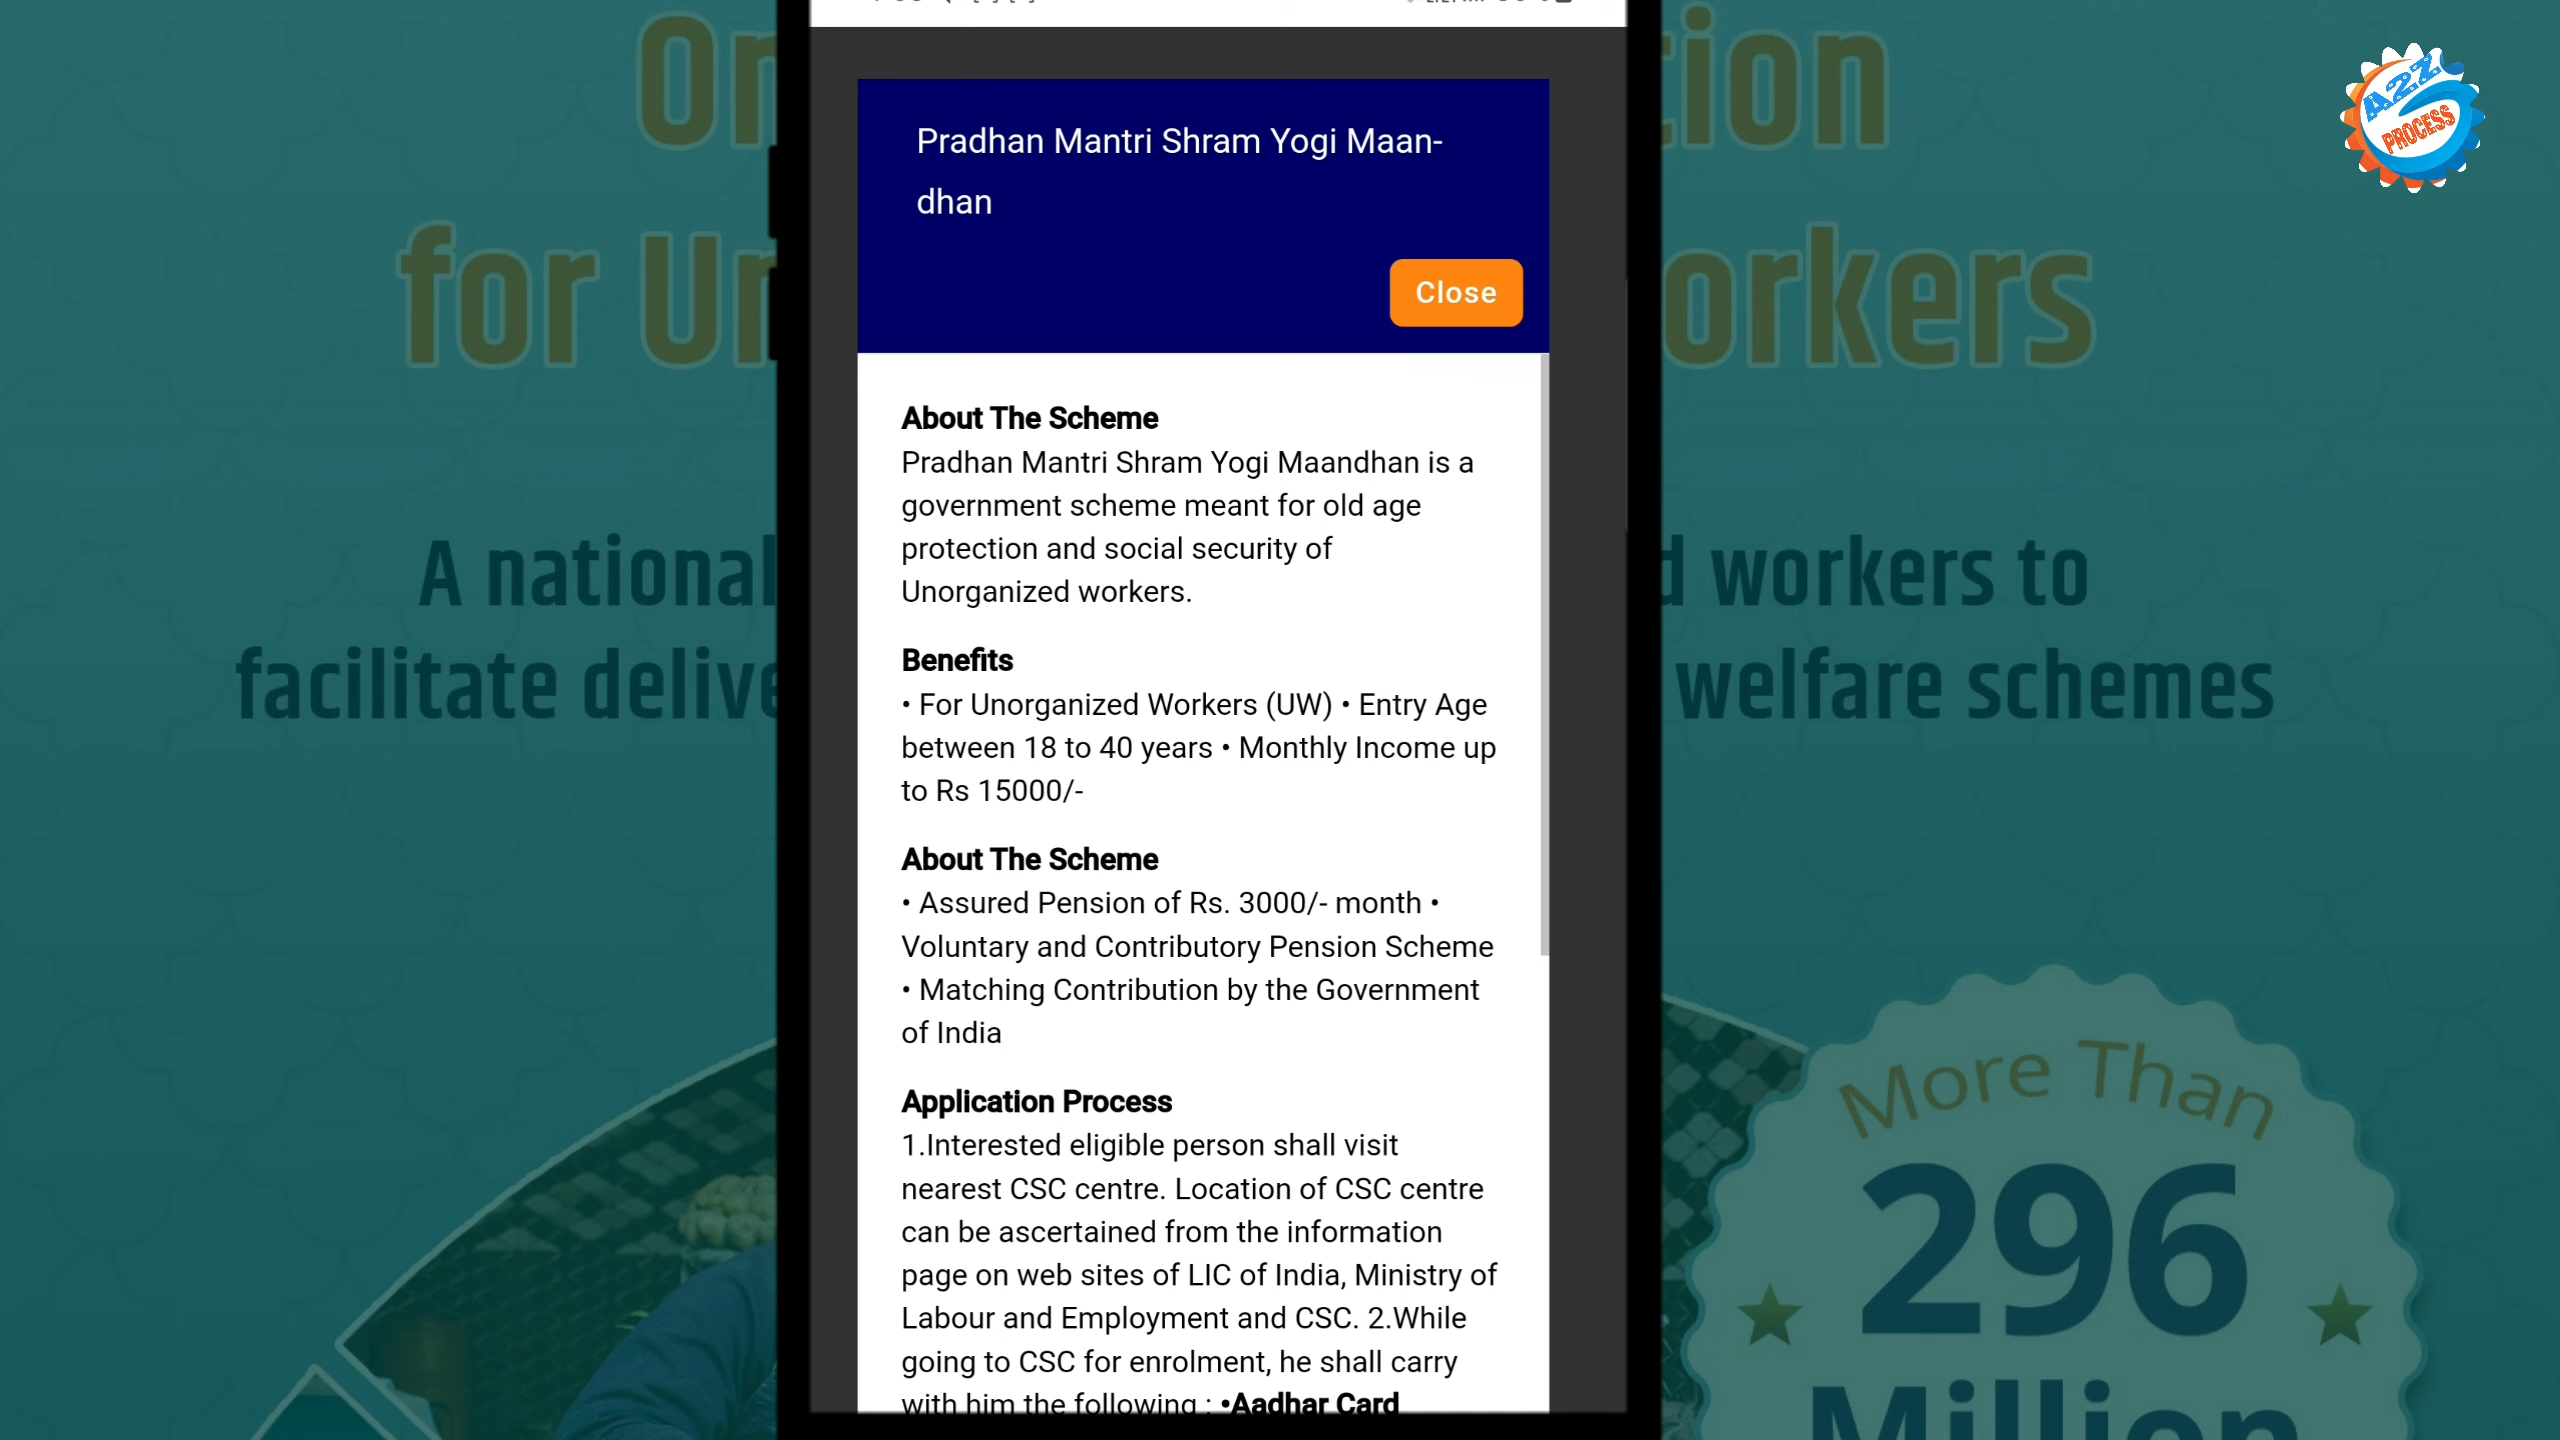 Pradhan Mantri Shram Yogi Maan-
dhan
Close
About The Scheme
Pradhan Mantri Shram Yogi Maandhan is a
government scheme meant for old age
protection and social security of
Unorganized workers.
Benefits
• For Unorganized Workers (UW) • Entry Age
between 18 to 40 years • Monthly Income up
to Rs 15000/-
About The Scheme
• Assured Pension of Rs. 3000/- month •
Voluntary and Contributory Pension Scheme
• Matching Contribution by the Government
of India
Application Process
1.Interested eligible person shall visit
nearest CSC centre. Location of CSC centre
can be ascertained from the information
page on web sites of LIC of India, Ministry of
Labour and Employment and CSC. 2.While
going to CSC for enrolment, he shall carry
with him the following : •Aadhar Card
for
A national
workers to
facilitate
welfare schemes
A2Z
PROCESS
More Than
296
Million